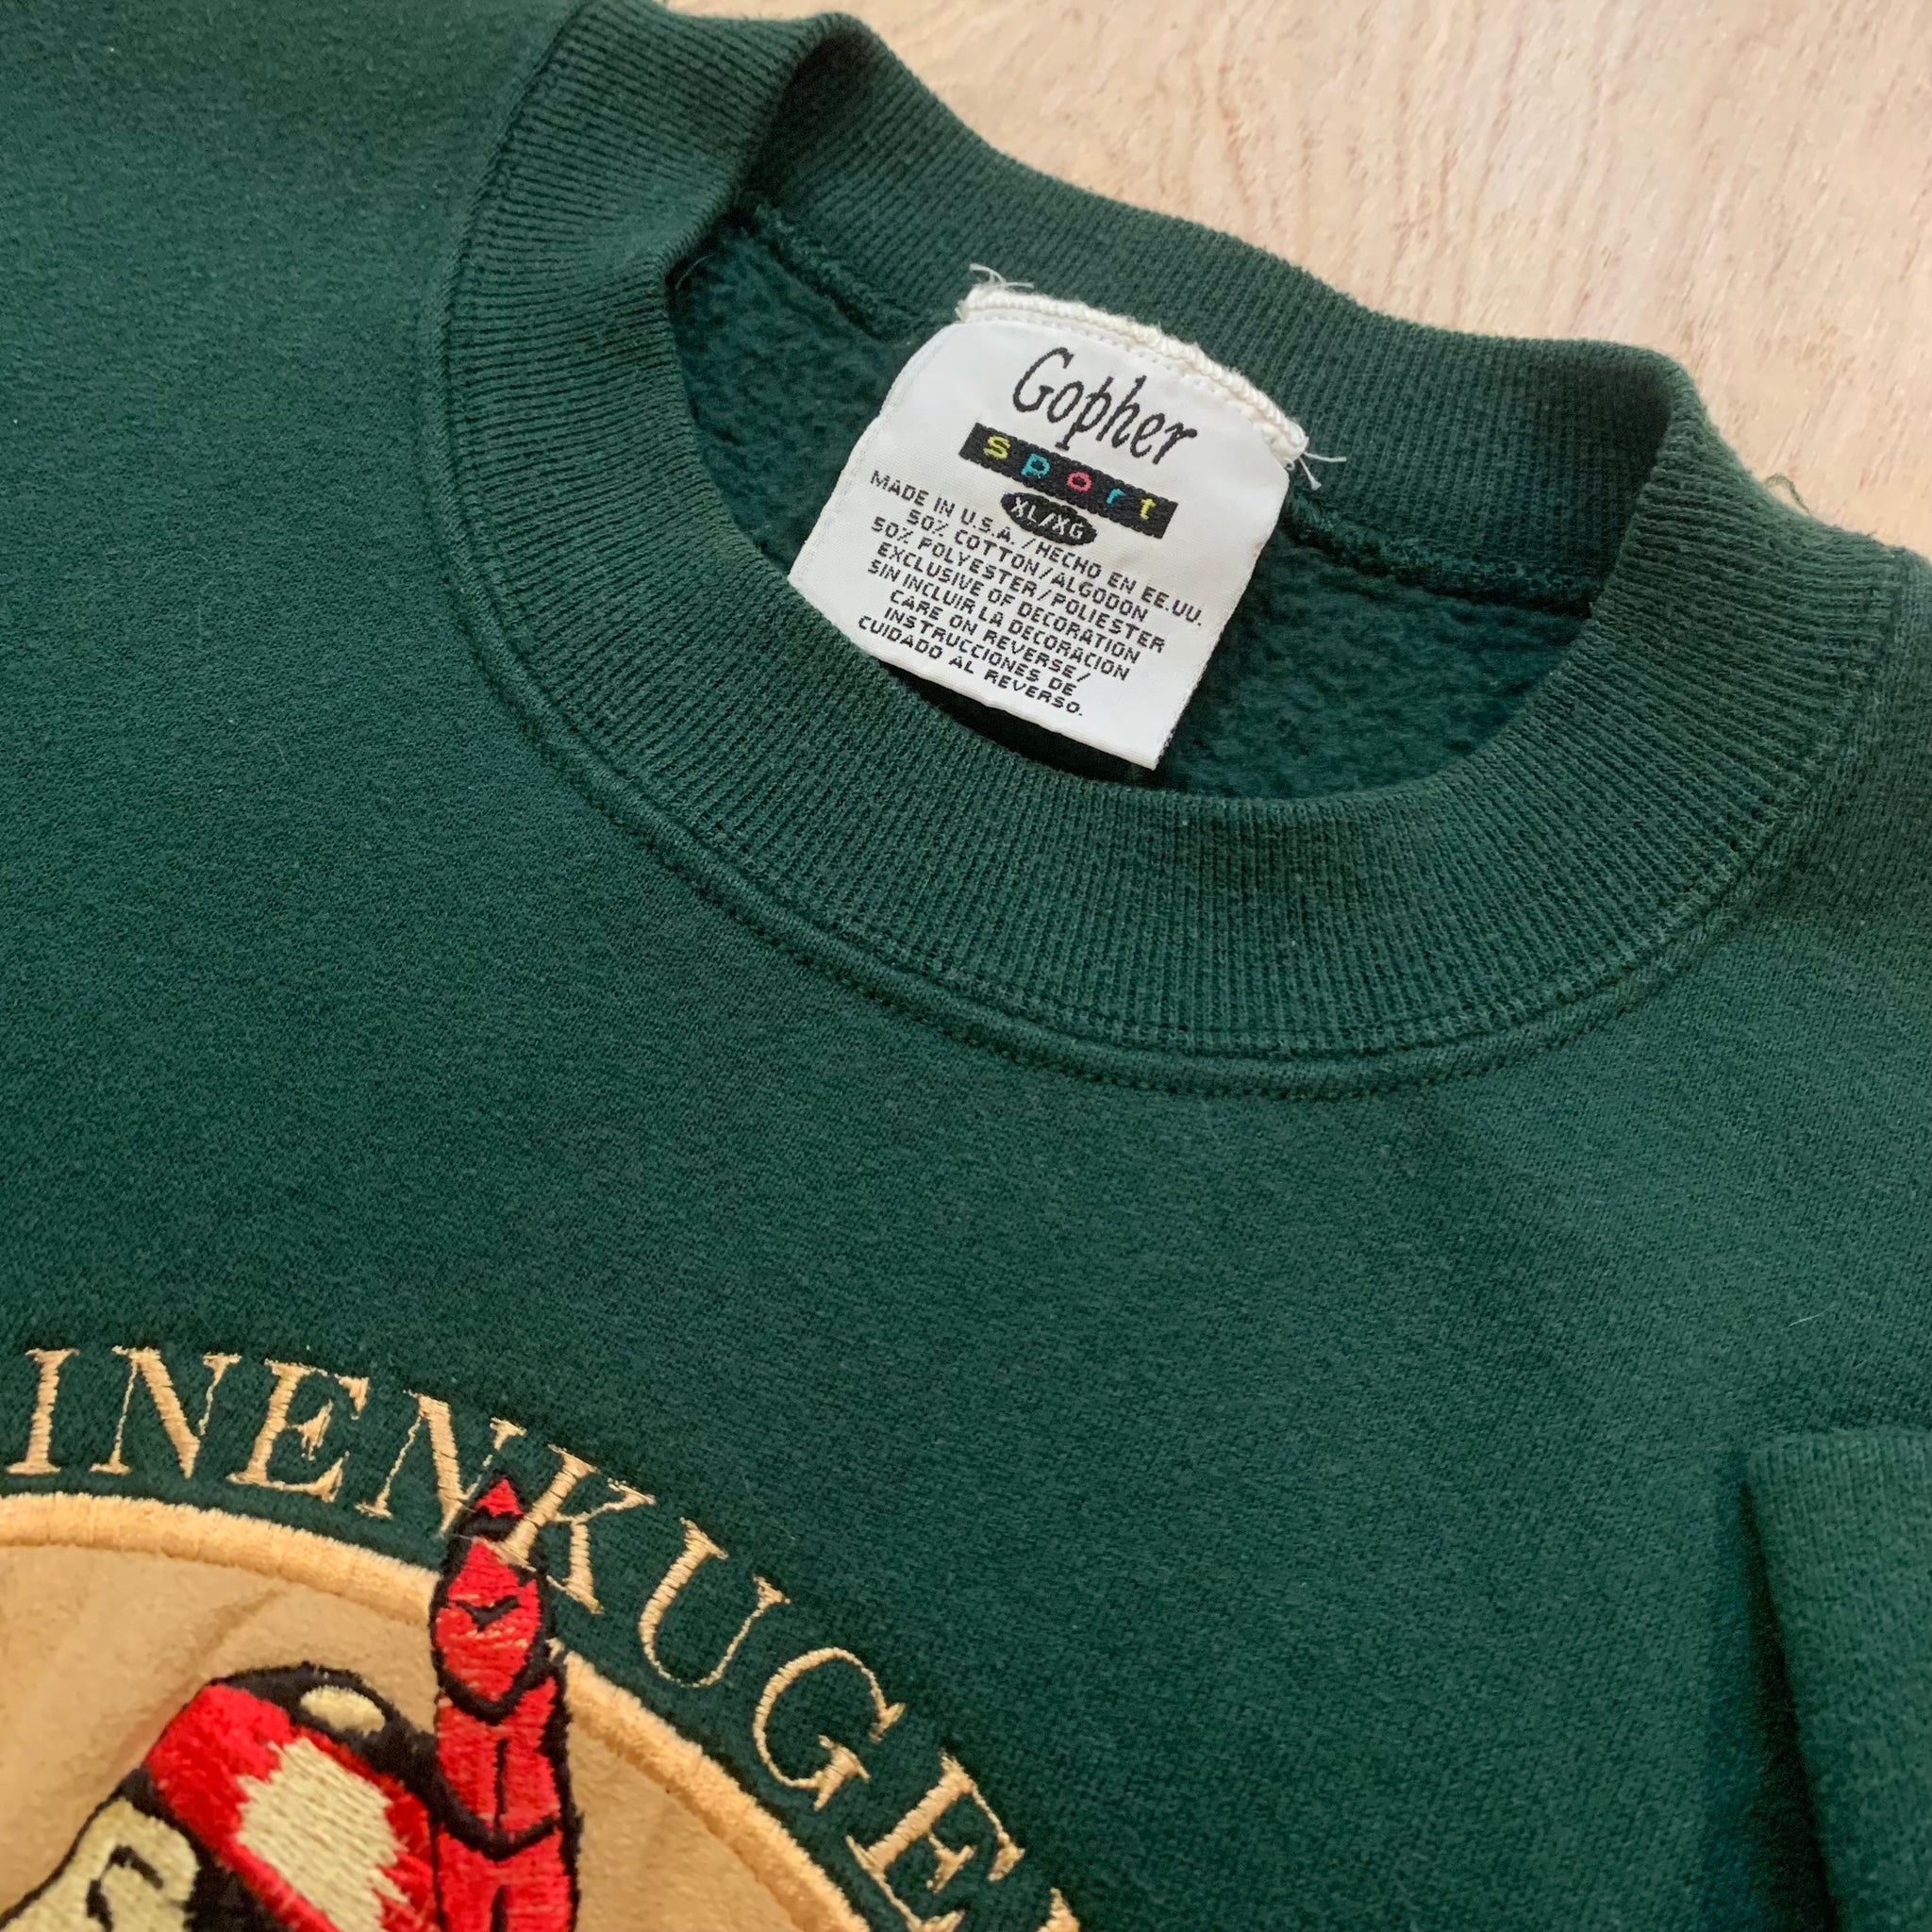 Gopher
sport
XL/XG
MADE IN U.S.A./HECHO EN EE.UU.
50% COTTON/ALGODON
50% POLYESTER/POLIESTER
EXCLUSIVE OF DECORATION
SIN INCLUIR LA DECORACION
CARE ON REVERSE/
INSTRUCCIONES DE
CUIDADO AL REVERSO.
INENKUGE